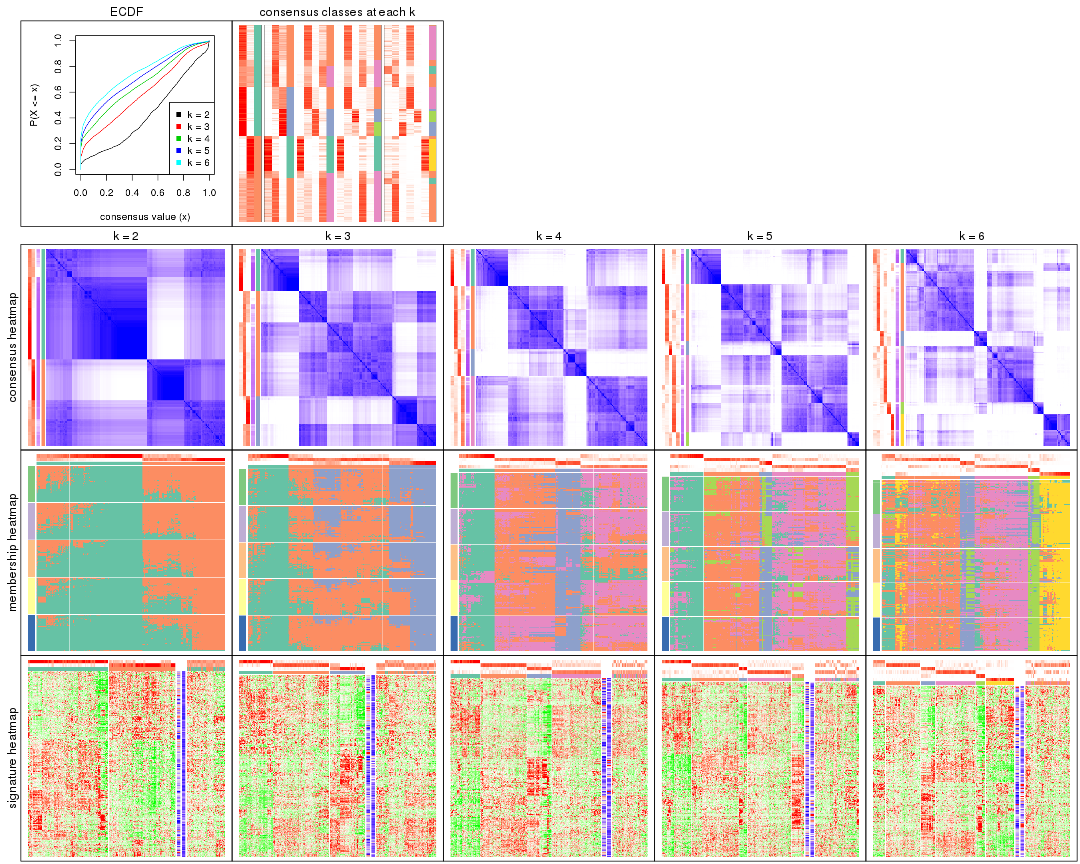 ECDF
consensus classes at each k
P(X <= x)
0.0 0.2 0.4 0.6 0.8 1.0
k = 2
k = 3
k = 4
k = 5
k = 6
0.0 0.2 0.4 0.6 0.8 1.0
consensus value (x)
k = 2 k = 3 k = 4 k = 5 k = 6
consensus heatmap
membership heatmap
signature heatmap